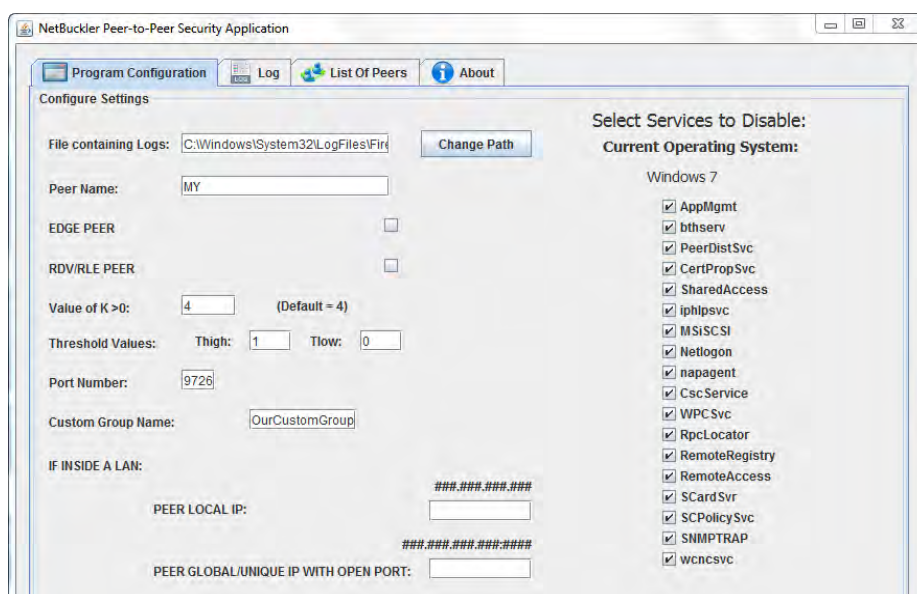 NetBuckler Peer-to-Peer Security Application
Program Configuration Log List Of Peers About
Configure Settings
File containing Logs: C:\Windows\System32\LogFiles\Fire Change Path
Peer Name: MY
EDGE PEER
RDV/RLE PEER
Value of K >0: 4 (Default = 4)
Threshold Values: Thigh: 1 Tlow: 0
Port Number: 9726
Custom Group Name: OurCustomGroup
IF INSIDE A LAN:
###.###.###.###
PEER LOCAL IP:
###.###.###.###:####
PEER GLOBAL/UNIQUE IP WITH OPEN PORT:
Select Services to Disable:
Current Operating System:
Windows 7
AppMgmt
bthserv
PeerDistSvc
CertPropSvc
SharedAccess
iphlpsvc
MSiSCSI
Netlogon
napagent
CscService
WPCSvc
RpcLocator
RemoteRegistry
RemoteAccess
SCardSvr
SCPolicySvc
SNMPTRAP
wcncsvc